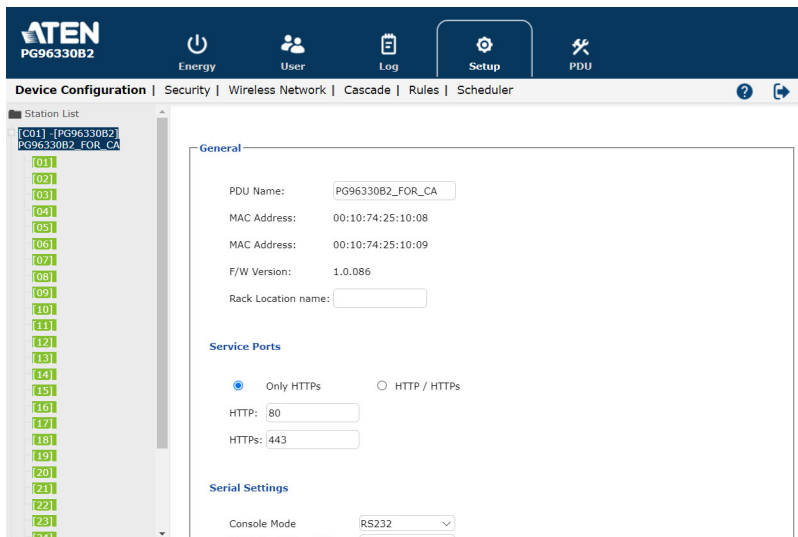 ATEN
PG96330B2
Energy
User
Log
Setup
PDU
Device Configuration | Security | Wireless Network | Cascade | Rules | Scheduler
?
Station List
[C01] -[PG96330B2]
PG96330B2_FOR_CA
[01]
[02]
[03]
[04]
[05]
[06]
[07]
[08]
[09]
[10]
[11]
[12]
[13]
[14]
[15]
[16]
[17]
[18]
[19]
[20]
[21]
[22]
[23]
General
PDU Name: PG96330B2_FOR_CA
MAC Address: 00:10:74:25:10:08
MAC Address: 00:10:74:25:10:09
F/W Version: 1.0.086
Rack Location name:
Service Ports
Only HTTPs
HTTP / HTTPs
HTTP: 80
HTTPs: 443
Serial Settings
Console Mode RS232